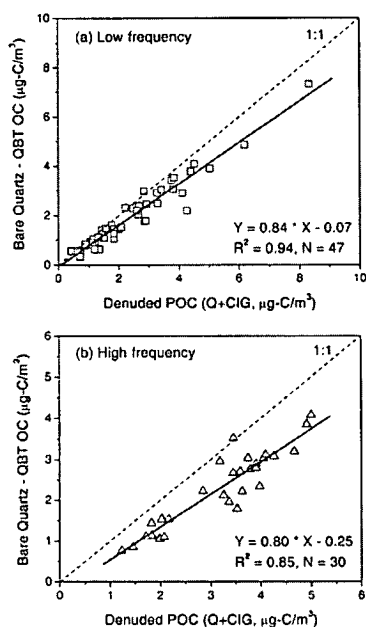 (a) Low frequency
1:1
10
8
6
4
2
0
Bare Quartz - QBT OC (µg-C/m³)
Y = 0.84 * X - 0.07
R² = 0.94, N = 47
0 2 4 6 8 10
Denuded POC (Q+CIG, µg-C/m³)
(b) High frequency
1:1
6
5
4
3
2
1
0
Bare Quartz - QBT OC (µg-C/m³)
Y = 0.80 * X - 0.25
R² = 0.85, N = 30
0 1 2 3 4 5 6
Denuded POC (Q+CIG, µg-C/m³)